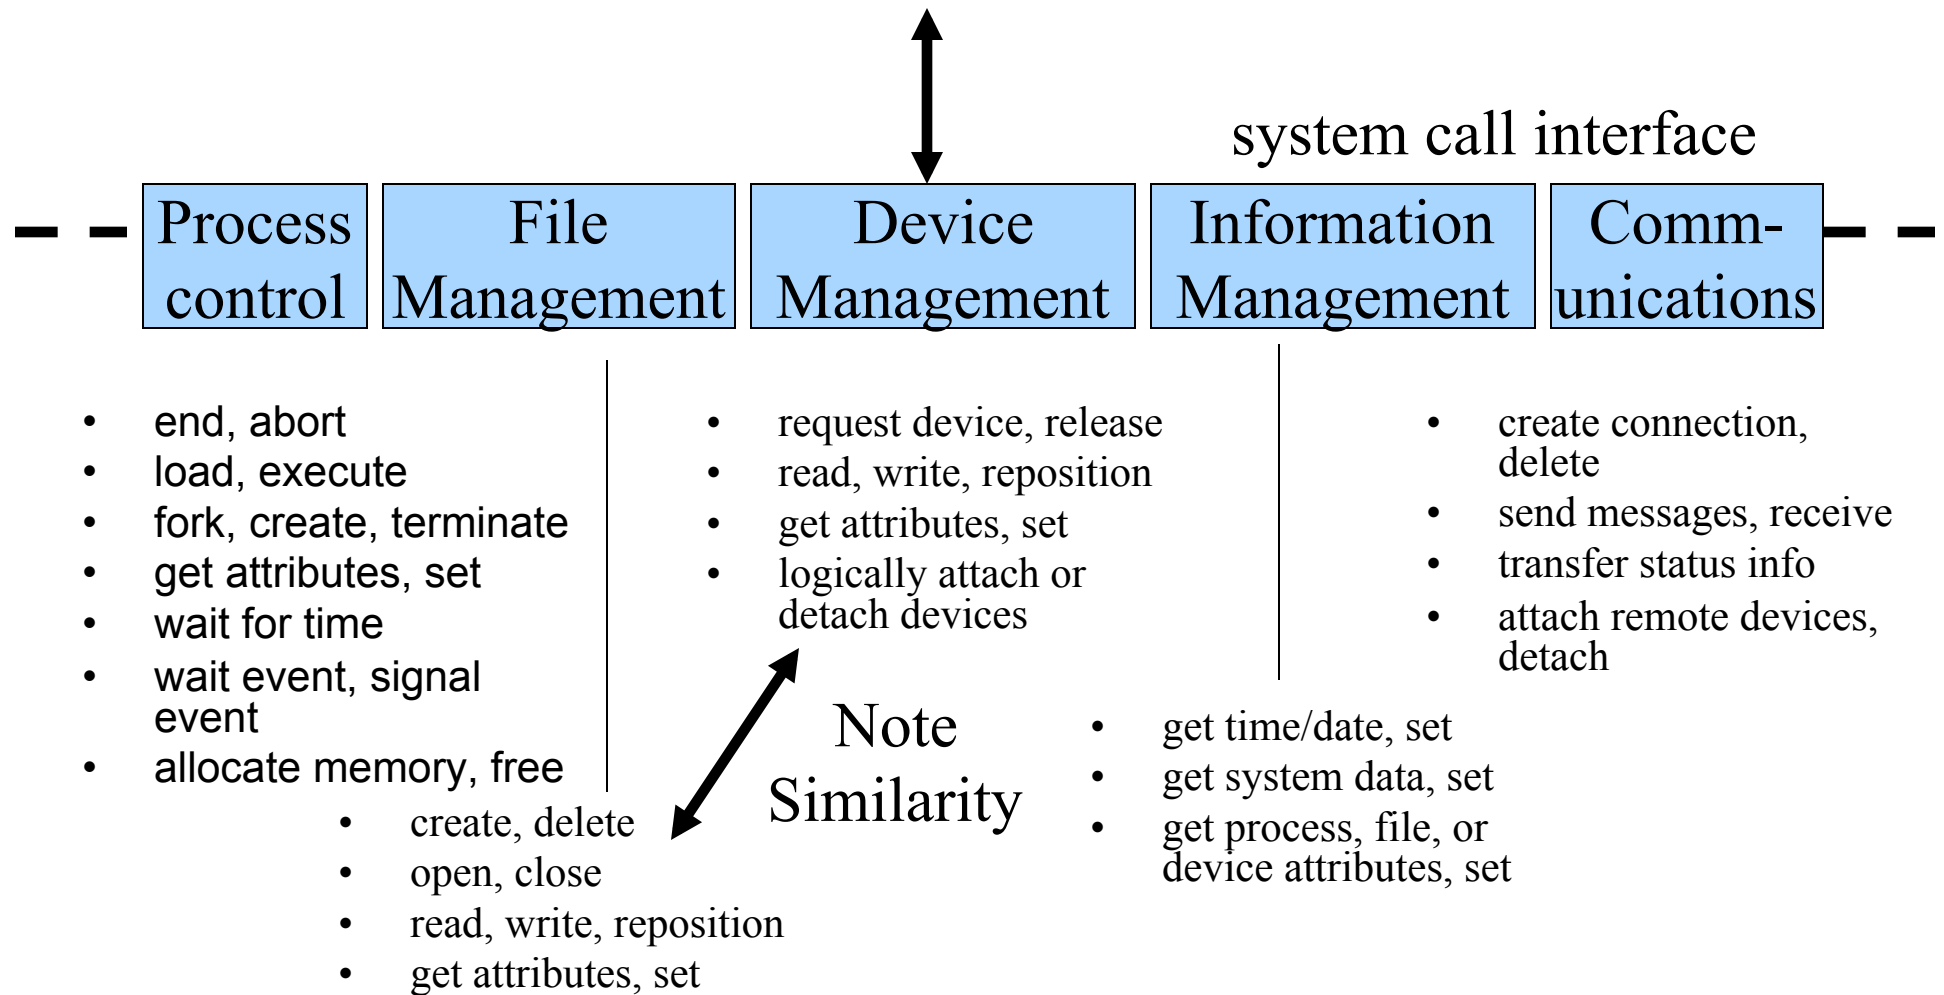 system call interface
Process
control
File
Management
Device
Management
Information
Management
Comm-
unications
• end, abort
• load, execute
• fork, create, terminate
• get attributes, set
• wait for time
• wait event, signal
event
• allocate memory, free
• create, delete
• open, close
• read, write, reposition
• get attributes, set
• request device, release
• read, write, reposition
• get attributes, set
• logically attach or
detach devices
Note
Similarity
• get time/date, set
• get system data, set
• get process, file, or
device attributes, set
• create connection,
delete
• send messages, receive
• transfer status info
• attach remote devices,
detach